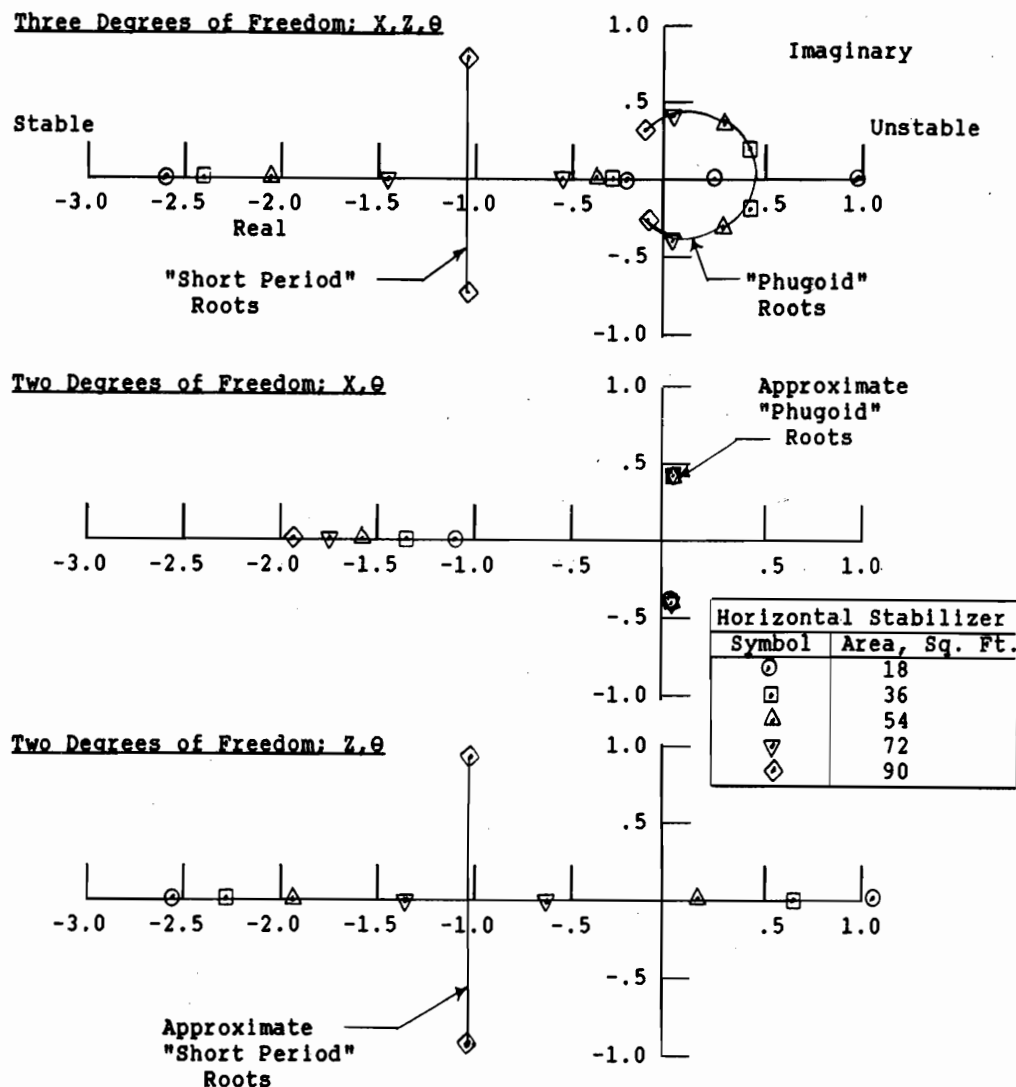 Three Degrees of Freedom; X,Z,θ
1.0
Imaginary
.5
Stable
Unstable
-3.0 -2.5 -2.0 -1.5 -1.0 -.5 .5 1.0
Real
"Short Period"
Roots
-.5
"Phugoid"
Roots
-1.0
Two Degrees of Freedom; X,θ
1.0
Approximate
"Phugoid"
Roots
.5
-3.0 -2.5 -2.0 -1.5 -1.0 -.5 .5 1.0
-.5
-1.0
Horizontal Stabilizer
Symbol Area, Sq. Ft.
18
36
54
72
90
Two Degrees of Freedom; Z,θ
1.0
.5
-3.0 -2.5 -2.0 -1.5 -1.0 -.5 .5 1.0
-.5
Approximate
"Short Period"
Roots
-1.0